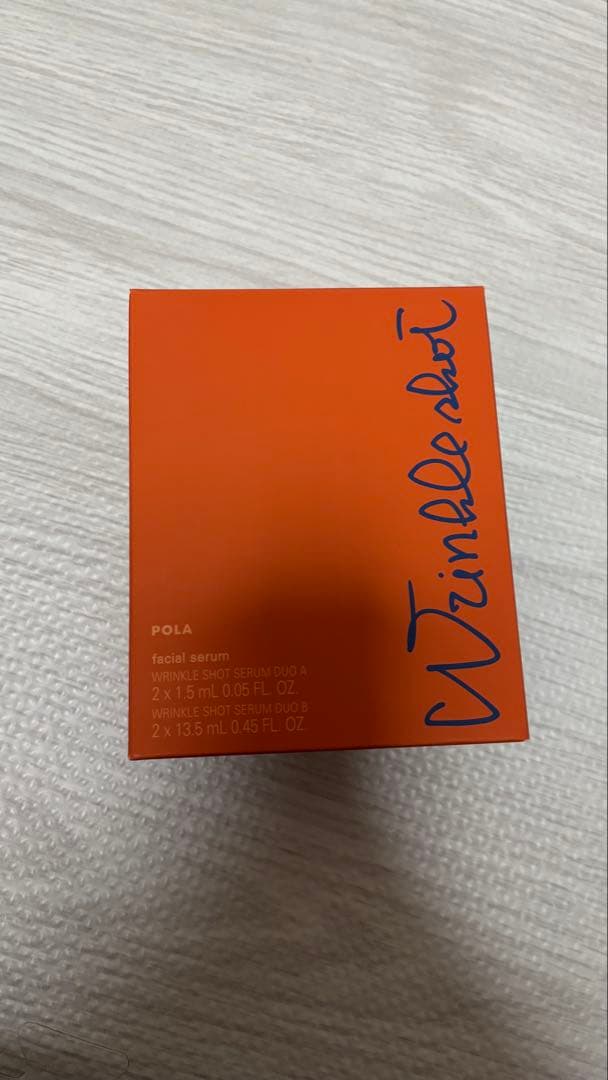 Wrinkle shot
POLA
facial serum
WRINKLE SHOT SERUM DUO A
2 x 1.5 mL 0.05 FL. OZ.
WRINKLE SHOT SERUM DUO B
2 x 13.5 mL 0.45 FL. OZ.